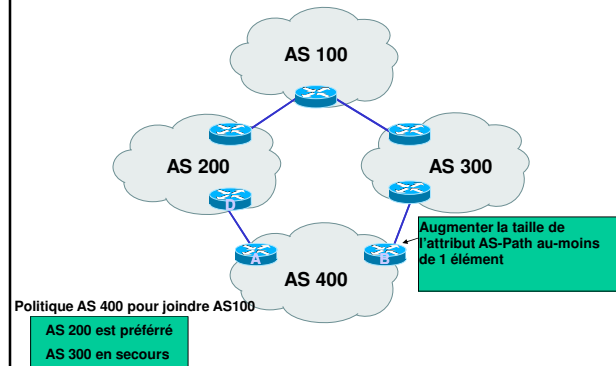 AS 100
AS 200
AS 300
D
A
B
AS 400
Augmenter la taille de
l'attribut AS-Path au-moins
de 1 élément
Politique AS 400 pour joindre AS100
AS 200 est préférré
AS 300 en secours